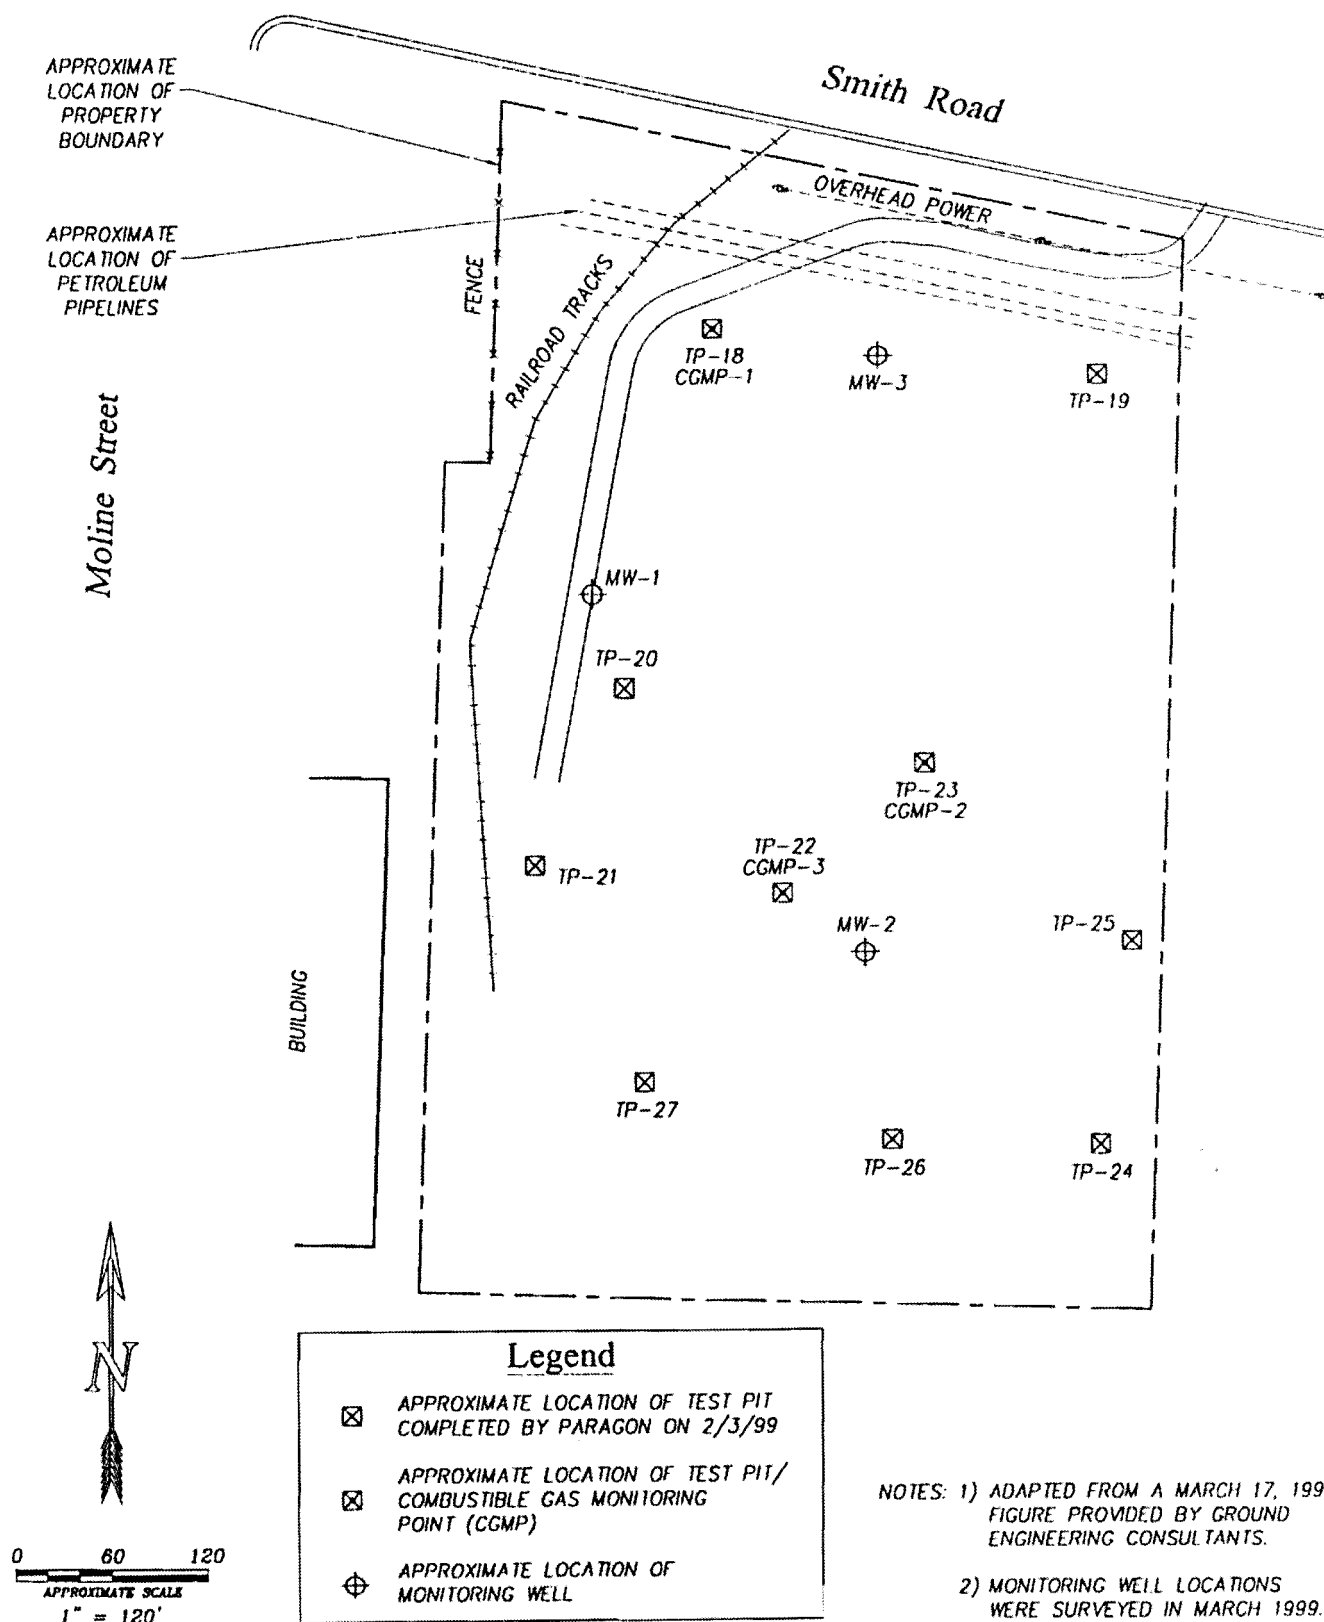 Smith Road
APPROXIMATE
LOCATION OF
PROPERTY
BOUNDARY
OVERHEAD POWER
APPROXIMATE
LOCATION OF
PETROLEUM
PIPELINES
FENCE
RAILROAD TRACKS
TP-18
CGMP-1
MW-3
TP-19
Moline Street
MW-1
TP-20
TP-23
CGMP-2
TP-22
CGMP-3
TP-21
MW-2
TP-25
BUILDING
TP-27
TP-26
TP-24
N
0 60 120
APPROXIMATE SCALE
1" = 120'
Legend
APPROXIMATE LOCATION OF TEST PIT
COMPLETED BY PARAGON ON 2/3/99
APPROXIMATE LOCATION OF TEST PIT/
COMBUSTIBLE GAS MONITORING
POINT (CGMP)
APPROXIMATE LOCATION OF
MONITORING WELL
NOTES: 1) ADAPTED FROM A MARCH 17, 199
FIGURE PROVIDED BY GROUND
ENGINEERING CONSULTANTS.
2) MONITORING WELL LOCATIONS
WERE SURVEYED IN MARCH 1999.